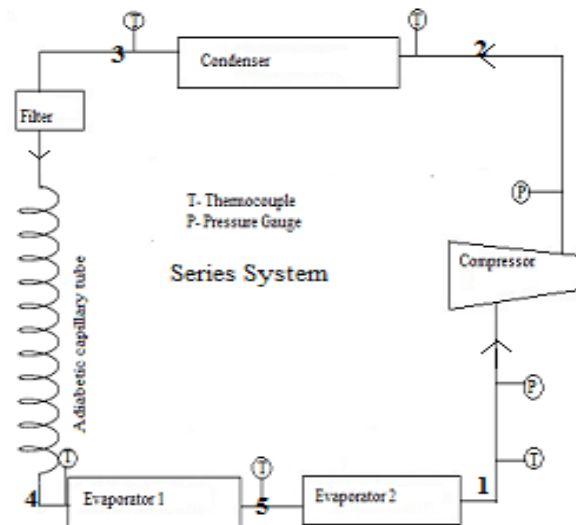 T
T
3
2
Condenser
Filter
T- Thermocouple
P- Pressure Gauge
P
Series System
Compressor
Adiabetic capillary tube
P
T
T
T
4
Evaporator 1
5
Evaporator 2
1